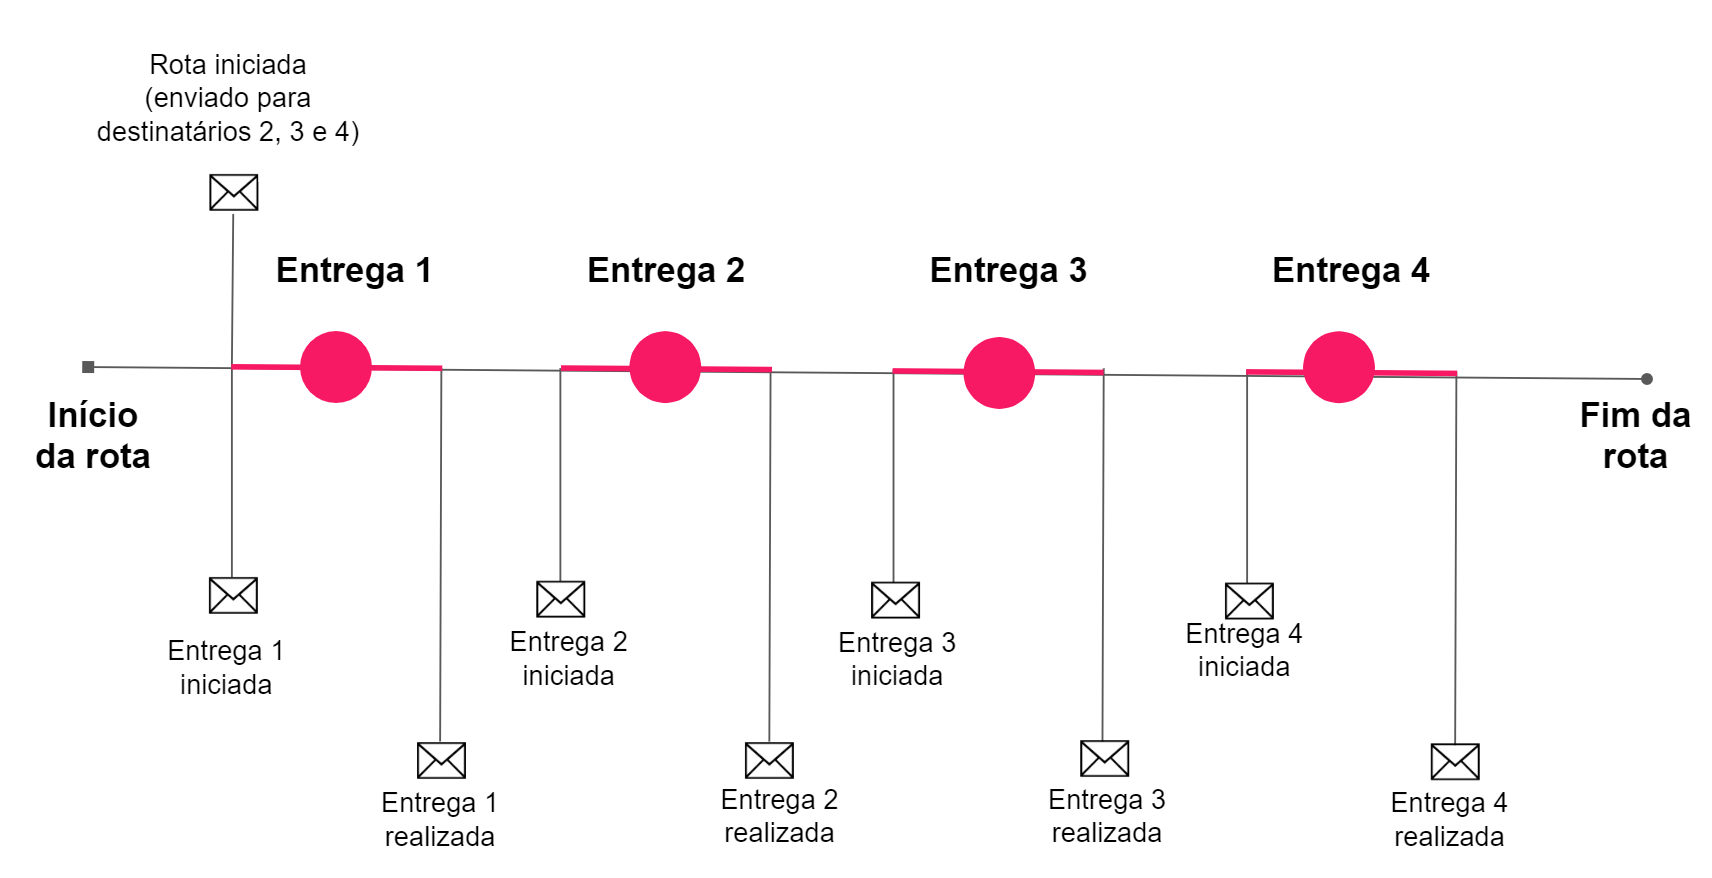 Rota iniciada
(enviado para
destinatários 2, 3 e 4)
Entrega 1
Entrega 2
Entrega 3
Entrega 4
Início
da rota
Fim da
rota
Entrega 1
iniciada
Entrega 2
iniciada
Entrega 3
iniciada
Entrega 4
iniciada
Entrega 1
realizada
Entrega 2
realizada
Entrega 3
realizada
Entrega 4
realizada